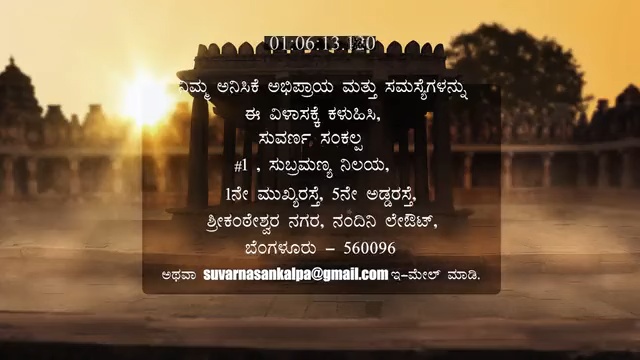 01:06:13.120
ನಿಮ್ಮ ಅನಿಸಿಕೆ ಅಭಿಪ್ರಾಯ ಮತ್ತು ಸಮಸ್ಯೆಗಳನ್ನು
ಈ ವಿಳಾಸಕ್ಕೆ ಕಳುಹಿಸಿ,
ಸುವರ್ಣ ಸಂಕಲ್ಪ
#1 , ಸುಬ್ರಮಣ್ಯ ನಿಲಯ,
1ನೇ ಮುಖ್ಯರಸ್ತೆ, 5ನೇ ಅಡ್ಡರಸ್ತೆ,
ಶ್ರೀಕಂಠೇಶ್ವರ ನಗರ, ನಂದಿನಿ ಲೇಔಟ್,
ಬೆಂಗಳೂರು – 560096
ಅಥವಾ suvarnasankalpa@gmail.com ಇ-ಮೇಲ್ ಮಾಡಿ.